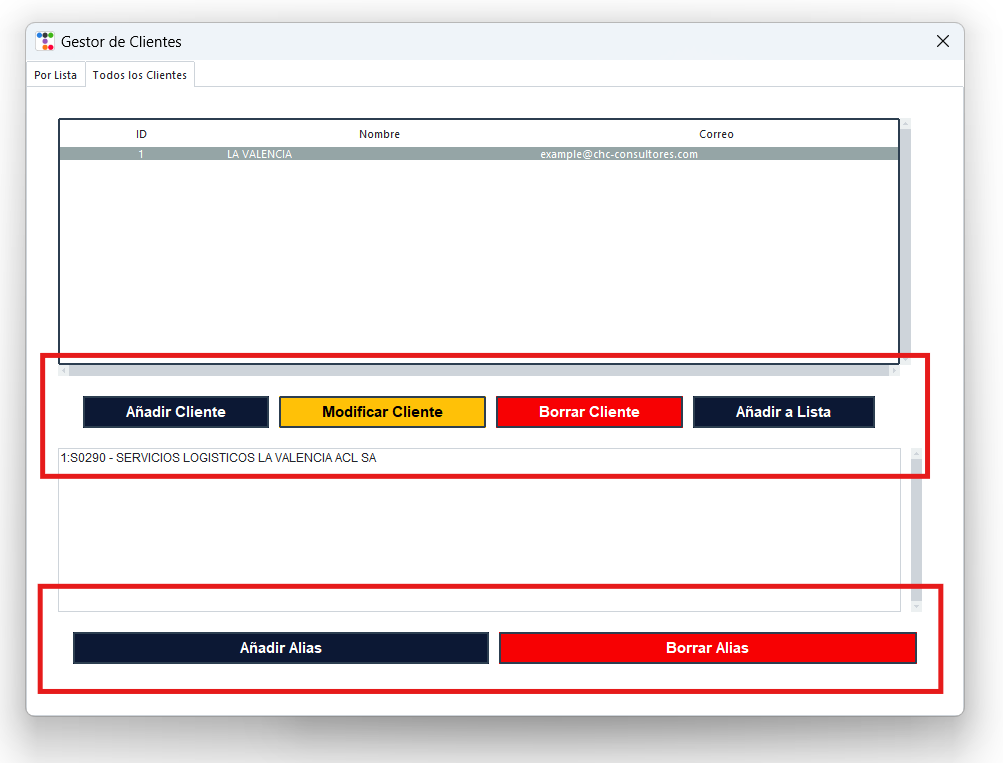 Gestor de Clientes
Por Lista Todos los Clientes
ID Nombre Correo
1 LA VALENCIA example@chc-consultores.com
Añadir Cliente Modificar Cliente Borrar Cliente Añadir a Lista
1:S0290 - SERVICIOS LOGISTICOS LA VALENCIA ACL SA
Añadir Alias Borrar Alias